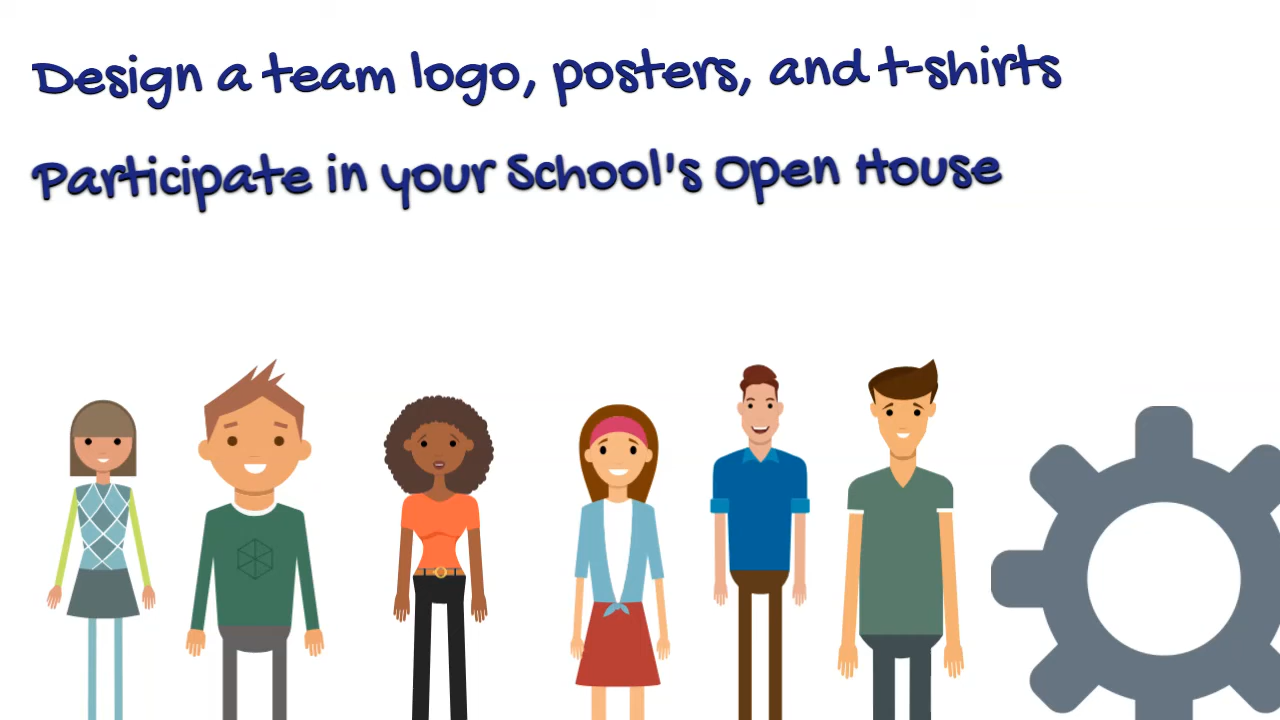 Design a team logo, posters, and t-shirts
Participate in your School's Open House